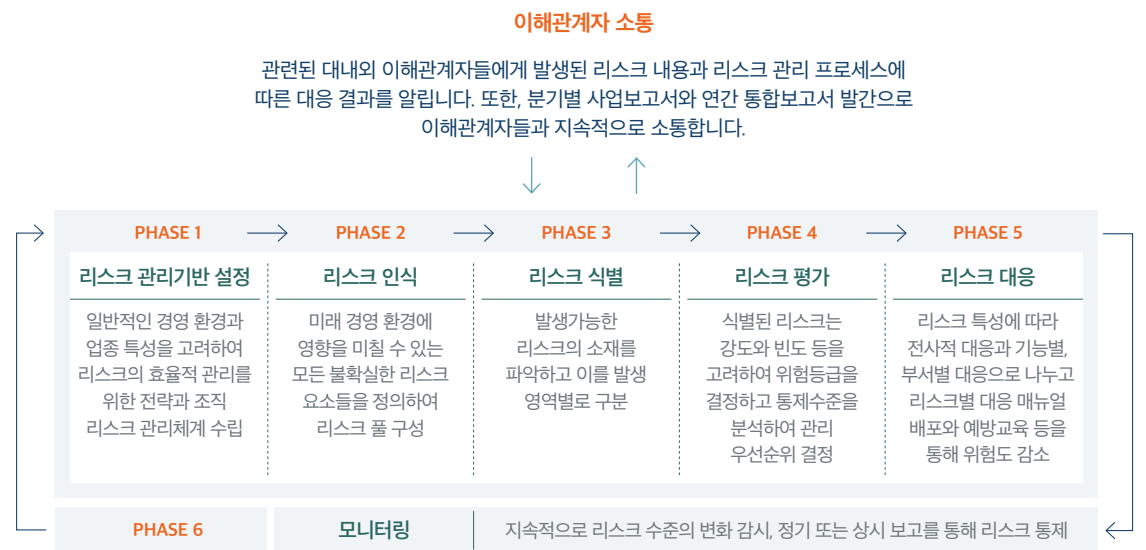 이해관계자 소통
관련된 대내외 이해관계자들에게 발생된 리스크 내용과 리스크 관리 프로세스에
따른 대응 결과를 알립니다. 또한, 분기별 사업보고서와 연간 통합보고서 발간으로
이해관계자들과 지속적으로 소통합니다.
PHASE 1
리스크 관리기반 설정
일반적인 경영 환경과
업종 특성을 고려하여
리스크의 효율적 관리를
위한 전략과 조직
리스크 관리체계 수립
PHASE 2
리스크 인식
미래 경영 환경에
영향을 미칠 수 있는
모든 불확실한 리스크
요소들을 정의하여
리스크 풀 구성
PHASE 3
리스크 식별
발생가능한
리스크의 소재를
파악하고 이를 발생
영역별로 구분
PHASE 4
리스크 평가
식별된 리스크는
강도와 빈도 등을
고려하여 위험등급을
결정하고 통제수준을
분석하여 관리
우선순위 결정
PHASE 5
리스크 대응
리스크 특성에 따라
전사적 대응과 기능별,
부서별 대응으로 나누고
리스크별 대응 매뉴얼
배포와 예방교육 등을
통해 위험도 감소
PHASE 6
모니터링
지속적으로 리스크 수준의 변화 감시, 정기 또는 상시 보고를 통해 리스크 통제